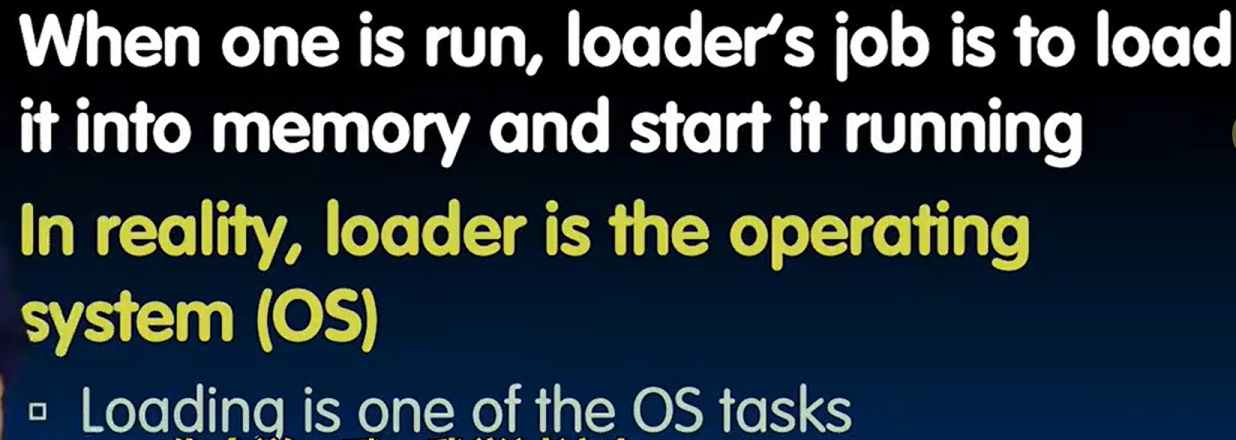 When one is run, loader's job is to load
it into memory and start it running
In reality, loader is the operating
system (OS)
▫ Loading is one of the OS tasks